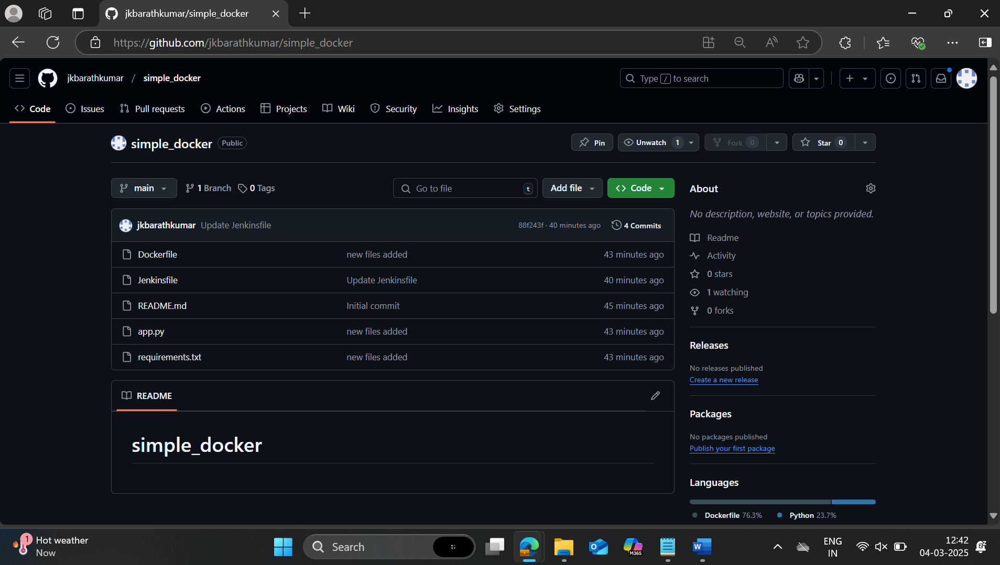 jkbarathkumar/simple_docker
https://github.com/jkbarathkumar/simple_docker
jkbarathkumar / simple_docker
Type / to search
Code Issues Pull requests Actions Projects Wiki Security Insights Settings
simple_docker Public
Pin Unwatch 1 Fork 0 Star 0
main 1 Branch 0 Tags Go to file t Add file Code
jkbarathkumar Update Jenkinsfile 88f243f · 40 minutes ago 4 Commits
Dockerfile new files added 43 minutes ago
Jenkinsfile Update Jenkinsfile 40 minutes ago
README.md Initial commit 45 minutes ago
app.py new files added 43 minutes ago
requirements.txt new files added 43 minutes ago
README
simple_docker
About
No description, website, or topics provided.
Readme
Activity
0 stars
1 watching
0 forks
Releases
No releases published
Create a new release
Packages
No packages published
Publish your first package
Languages
Dockerfile 76.3% Python 23.7%
1 Hot weather
Now
Search
M365
ENG
IN
12:42
04-03-2025